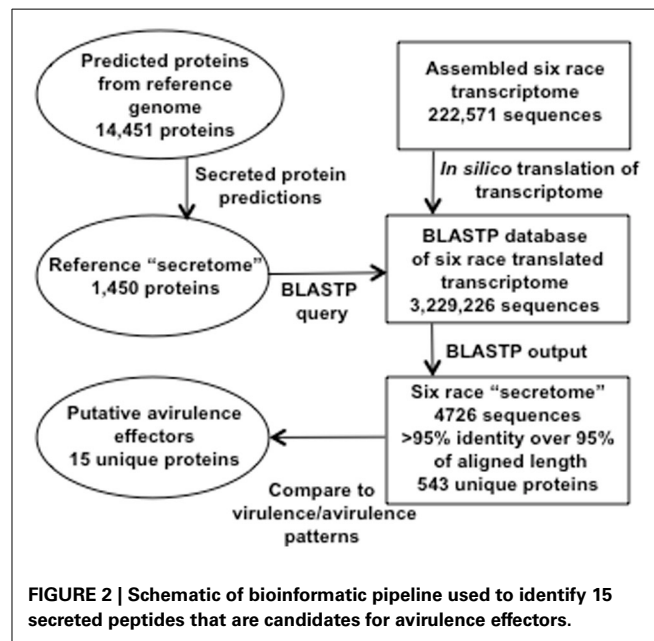 Predicted proteins
from reference
genome
14,451 proteins
Assembled six race
transcriptome
222,571 sequences
Secreted protein
predictions
In silico translation of
transcriptome
Reference “secretome”
1,450 proteins
BLASTP
query
BLASTP database
of six race translated
transcriptome
3,229,226 sequences
BLASTP output
Putative avirulence
effectors
15 unique proteins
Six race “secretome”
4726 sequences
>95% identity over 95%
of aligned length
543 unique proteins
Compare to
virulence/avirulence
patterns
FIGURE 2 | Schematic of bioinformatic pipeline used to identify 15
secreted peptides that are candidates for avirulence effectors.